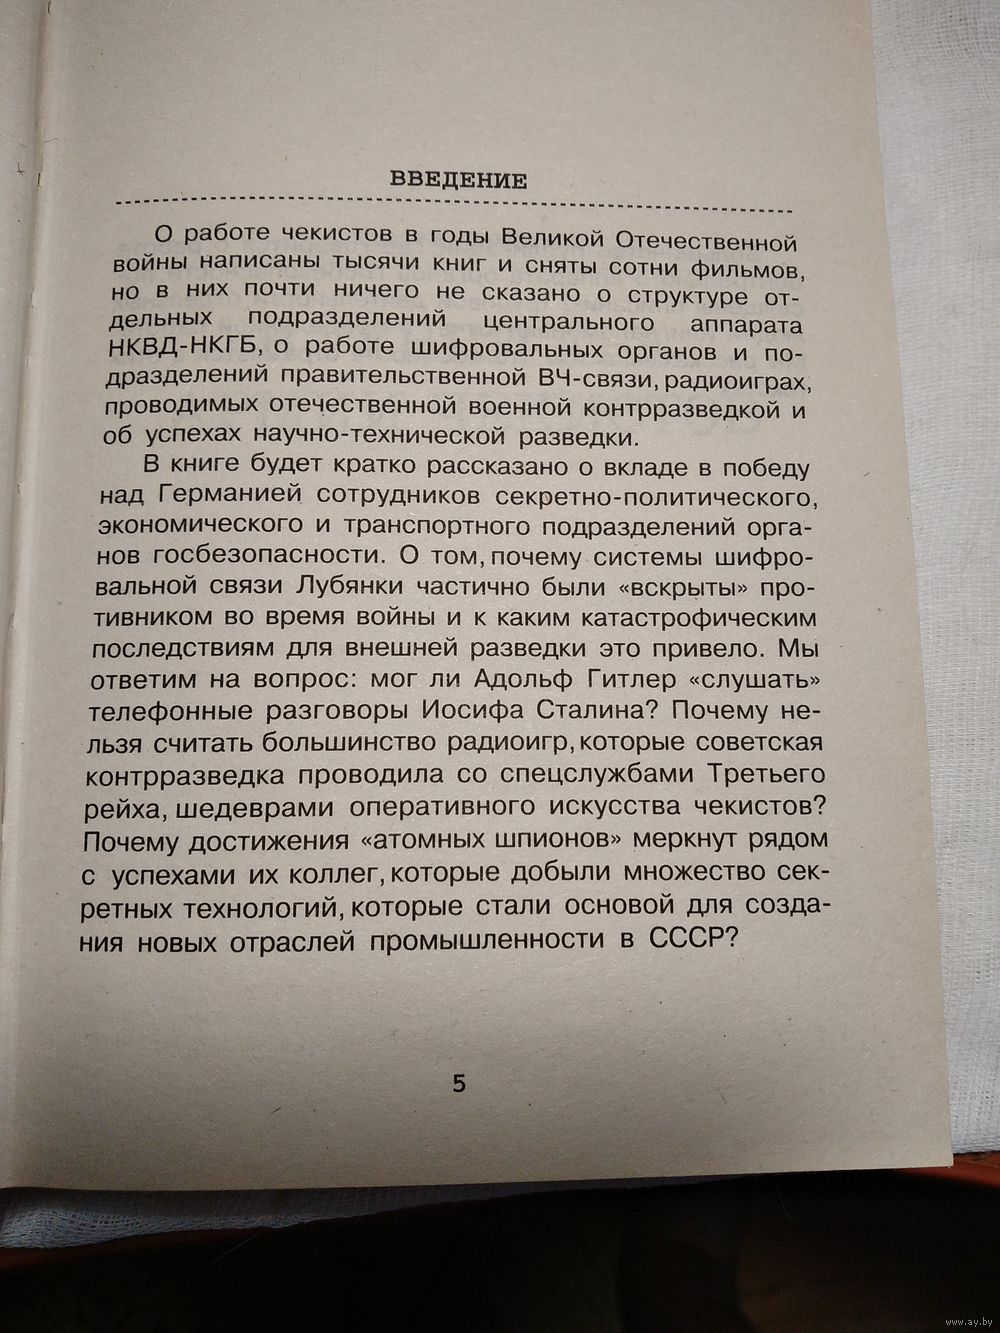 ВВЕДЕНИЕ
О работе чекистов в годы Великой Отечественной
войны написаны тысячи книг и сняты сотни фильмов,
но в них почти ничего не сказано о структуре от-
дельных подразделений центрального аппарата
НКВД-НКГБ, о работе шифровальных органов и по-
дразделений правительственной ВЧ-связи, радиоиграх,
проводимых отечественной военной контрразведкой и
об успехах научно-технической разведки.
В книге будет кратко рассказано о вкладе в победу
над Германией сотрудников секретно-политического,
экономического и транспортного подразделений орга-
нов госбезопасности. О том, почему системы шифро-
вальной связи Лубянки частично были «вскрыты» про-
тивником во время войны и к каким катастрофическим
последствиям для внешней разведки это привело. Мы
ответим на вопрос: мог ли Адольф Гитлер «слушать»
телефонные разговоры Иосифа Сталина? Почему не-
льзя считать большинство радиоигр, которые советская
контрразведка проводила со спецслужбами Третьего
рейха, шедеврами оперативного искусства чекистов?
Почему достижения «атомных шпионов» меркнут рядом
с успехами их коллег, которые добыли множество сек-
ретных технологий, которые стали основой для созда-
ния новых отраслей промышленности в СССР?
5
www.ay.by